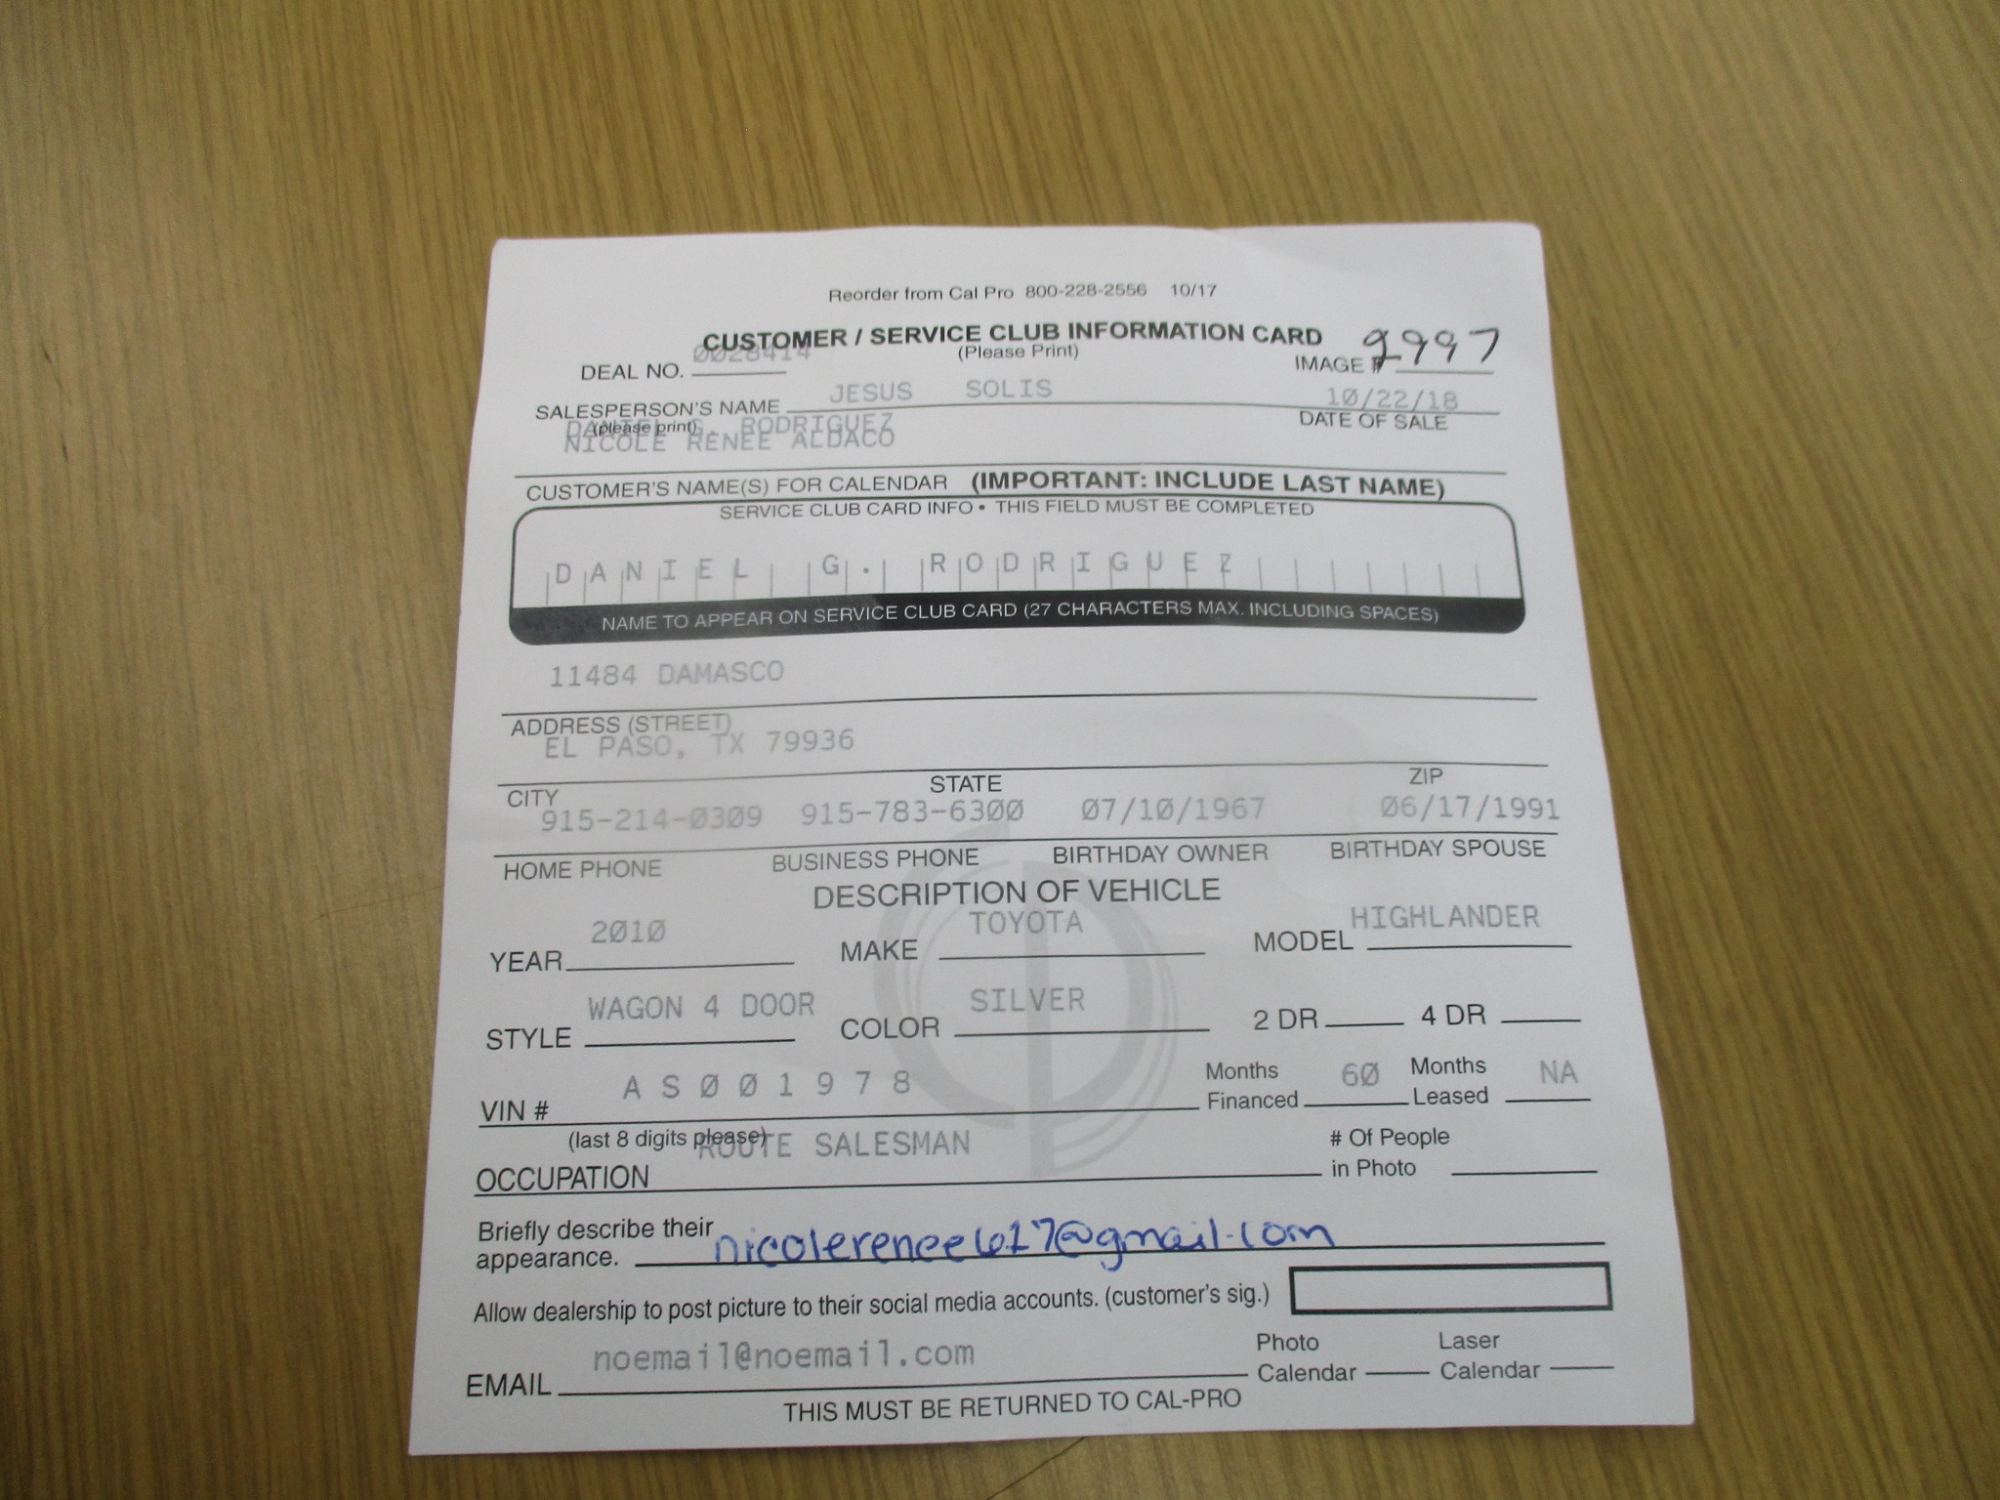 Reorder from Cal Pro 800-228-2556 10/17
CUSTOMER / SERVICE CLUB INFORMATION CARD
(Please Print)
DEAL NO. 0028414
IMAGE # 2997
SALESPERSON'S NAME JESUS SOLIS 10/22/18
(please print) DATE OF SALE
DANIEL G. RODRIGUEZ
NICOLE RENEE ALDACO
CUSTOMER'S NAME(S) FOR CALENDAR (IMPORTANT: INCLUDE LAST NAME)
SERVICE CLUB CARD INFO • THIS FIELD MUST BE COMPLETED
DANIEL G. RODRIGUEZ
NAME TO APPEAR ON SERVICE CLUB CARD (27 CHARACTERS MAX. INCLUDING SPACES)
11484 DAMASCO
ADDRESS (STREET)
EL PASO, TX 79936
CITY STATE ZIP
915-214-0309 915-783-6300 07/10/1967 06/17/1991
HOME PHONE BUSINESS PHONE BIRTHDAY OWNER BIRTHDAY SPOUSE
DESCRIPTION OF VEHICLE
YEAR 2010 MAKE TOYOTA MODEL HIGHLANDER
STYLE WAGON 4 DOOR COLOR SILVER 2 DR 4 DR
VIN # AS001978 Months Financed 60 Months Leased NA
(last 8 digits please)
OCCUPATION ROUTE SALESMAN # Of People in Photo
Briefly describe their
appearance. nicolerenee617@gmail.com
Allow dealership to post picture to their social media accounts. (customer's sig.)
EMAIL noemail@noemail.com Photo Calendar Laser Calendar
THIS MUST BE RETURNED TO CAL-PRO